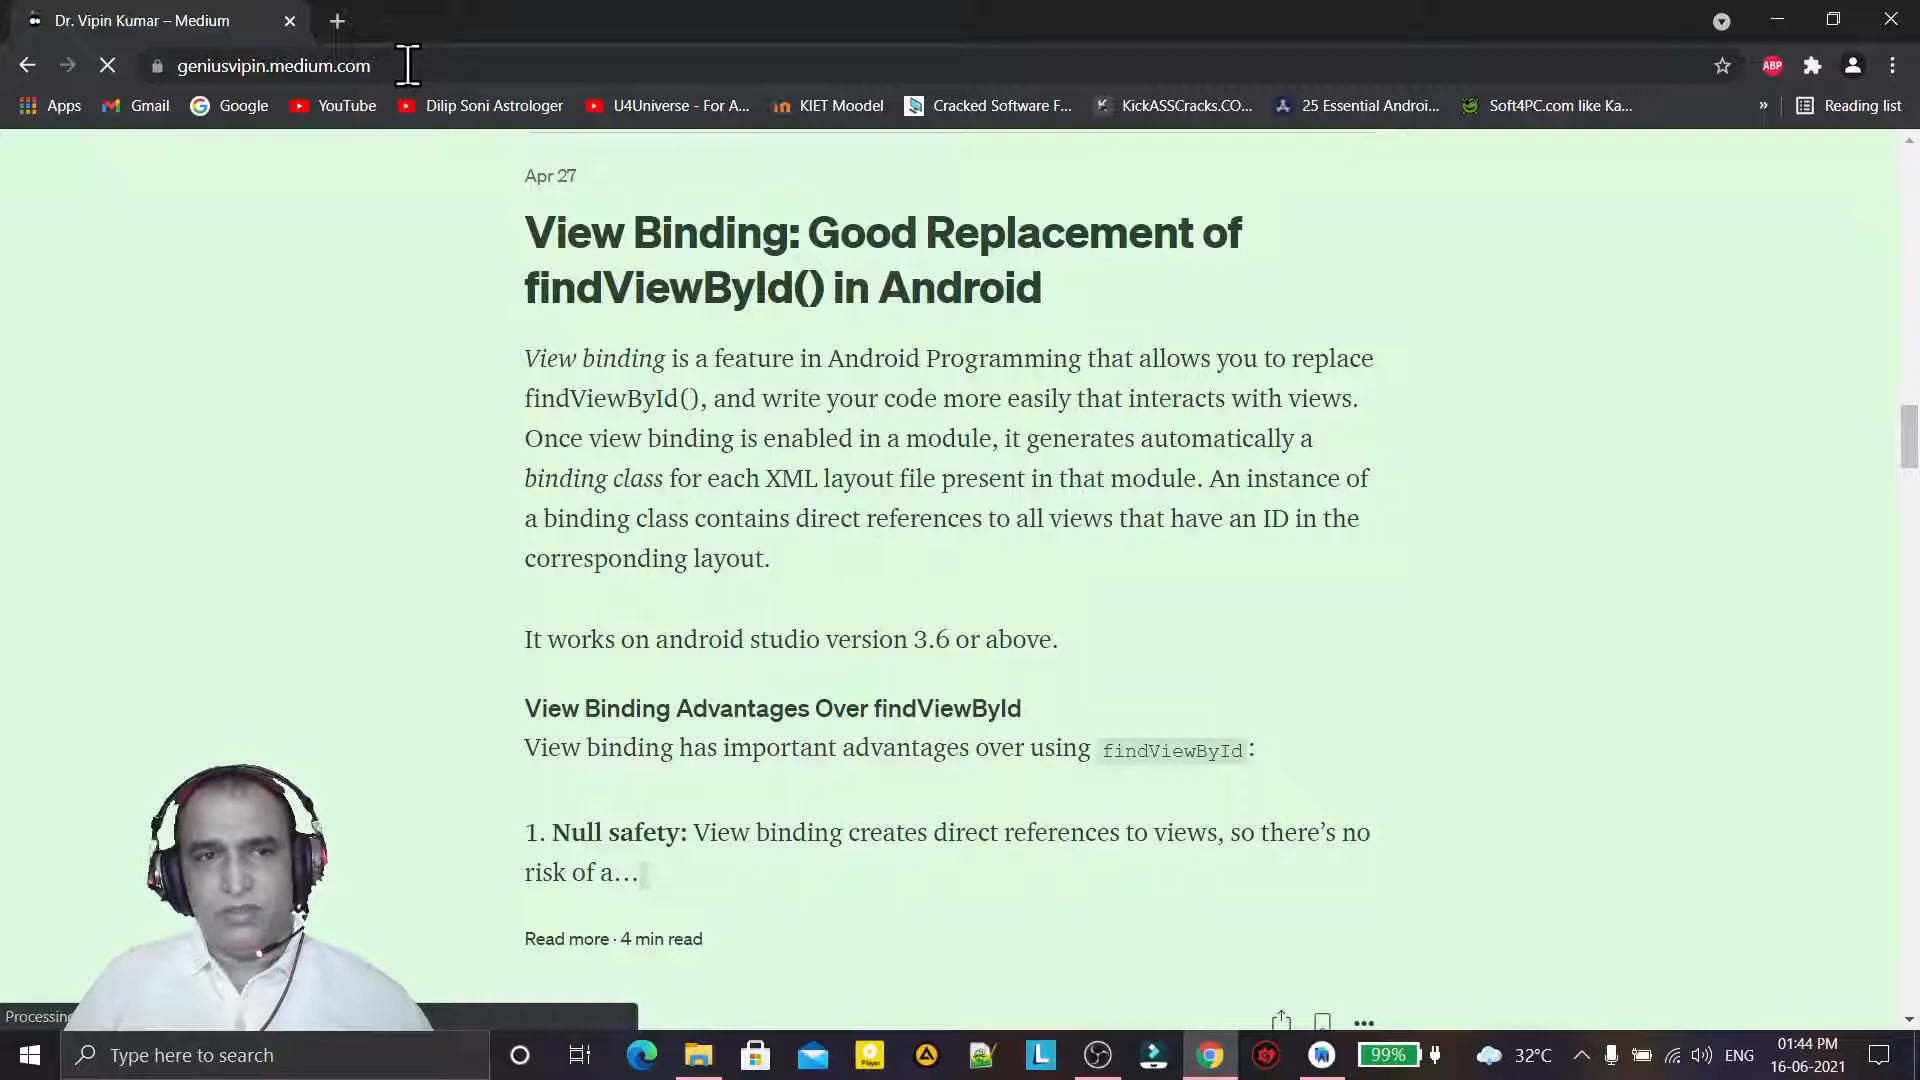 Dr. Vipin Kumar – Medium
geniusvipin.medium.com
ABP
Apps
Gmail
Google
YouTube
Dilip Soni Astrologer
U4Universe - For A...
KIET Moodel
Cracked Software F...
KickASSCracks.CO...
25 Essential Androi...
Soft4PC.com like Ka...
»
Reading list
Apr 27
View Binding: Good Replacement of
findViewById() in Android
View binding is a feature in Android Programming that allows you to replace
findViewById(), and write your code more easily that interacts with views.
Once view binding is enabled in a module, it generates automatically a
binding class for each XML layout file present in that module. An instance of
a binding class contains direct references to all views that have an ID in the
corresponding layout.
It works on android studio version 3.6 or above.
View Binding Advantages Over findViewById
View binding has important advantages over using findViewById:
1. Null safety: View binding creates direct references to views, so there’s no
risk of a…
Read more · 4 min read
Processing
Type here to search
99%
32°C
ENG
01:44 PM
16-06-2021